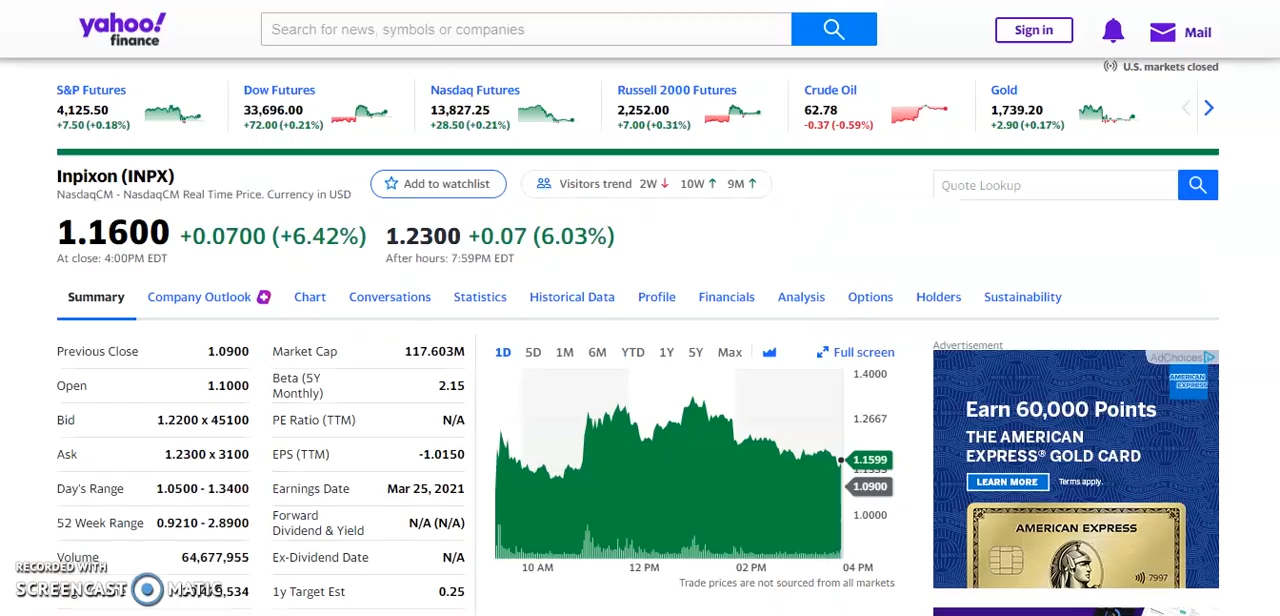 yahoo!
finance
Search for news, symbols or companies
Sign in
Mail
U.S. markets closed
S&P Futures
4,125.50
+7.50 (+0.18%)
Dow Futures
33,696.00
+72.00 (+0.21%)
Nasdaq Futures
13,827.25
+28.50 (+0.21%)
Russell 2000 Futures
2,252.00
+7.00 (+0.31%)
Crude Oil
62.78
-0.37 (-0.59%)
Gold
1,739.20
+2.90 (+0.17%)
Inpixon (INPX)
NasdaqCM - NasdaqCM Real Time Price. Currency in USD
Add to watchlist
Visitors trend 2W 10W 9M
Quote Lookup
1.1600 +0.0700 (+6.42%)
At close: 4:00PM EDT
1.2300 +0.07 (6.03%)
After hours: 7:59PM EDT
Summary Company Outlook Chart Conversations Statistics Historical Data Profile Financials Analysis Options Holders Sustainability
Previous Close 1.0900
Open 1.1000
Bid 1.2200 x 45100
Ask 1.2300 x 3100
Day's Range 1.0500 - 1.3400
52 Week Range 0.9210 - 2.8900
Volume 64,677,955
Market Cap 117.603M
Beta (5Y
Monthly) 2.15
PE Ratio (TTM) N/A
EPS (TTM) -1.0150
Earnings Date Mar 25, 2021
Forward
Dividend & Yield N/A (N/A)
Ex-Dividend Date N/A
1y Target Est 0.25
1D 5D 1M 6M YTD 1Y 5Y Max
Full screen
1.4000
1.2667
1.1599
1.0900
1.0000
10 AM 12 PM 02 PM 04 PM
Trade prices are not sourced from all markets
Advertisement
AdChoices
AMERICAN
EXPRESS
Earn 60,000 Points
THE AMERICAN
EXPRESS® GOLD CARD
LEARN MORE Terms apply.
AMERICAN EXPRESS
7997
RECORDED WITH
SCREENCAST MATIC